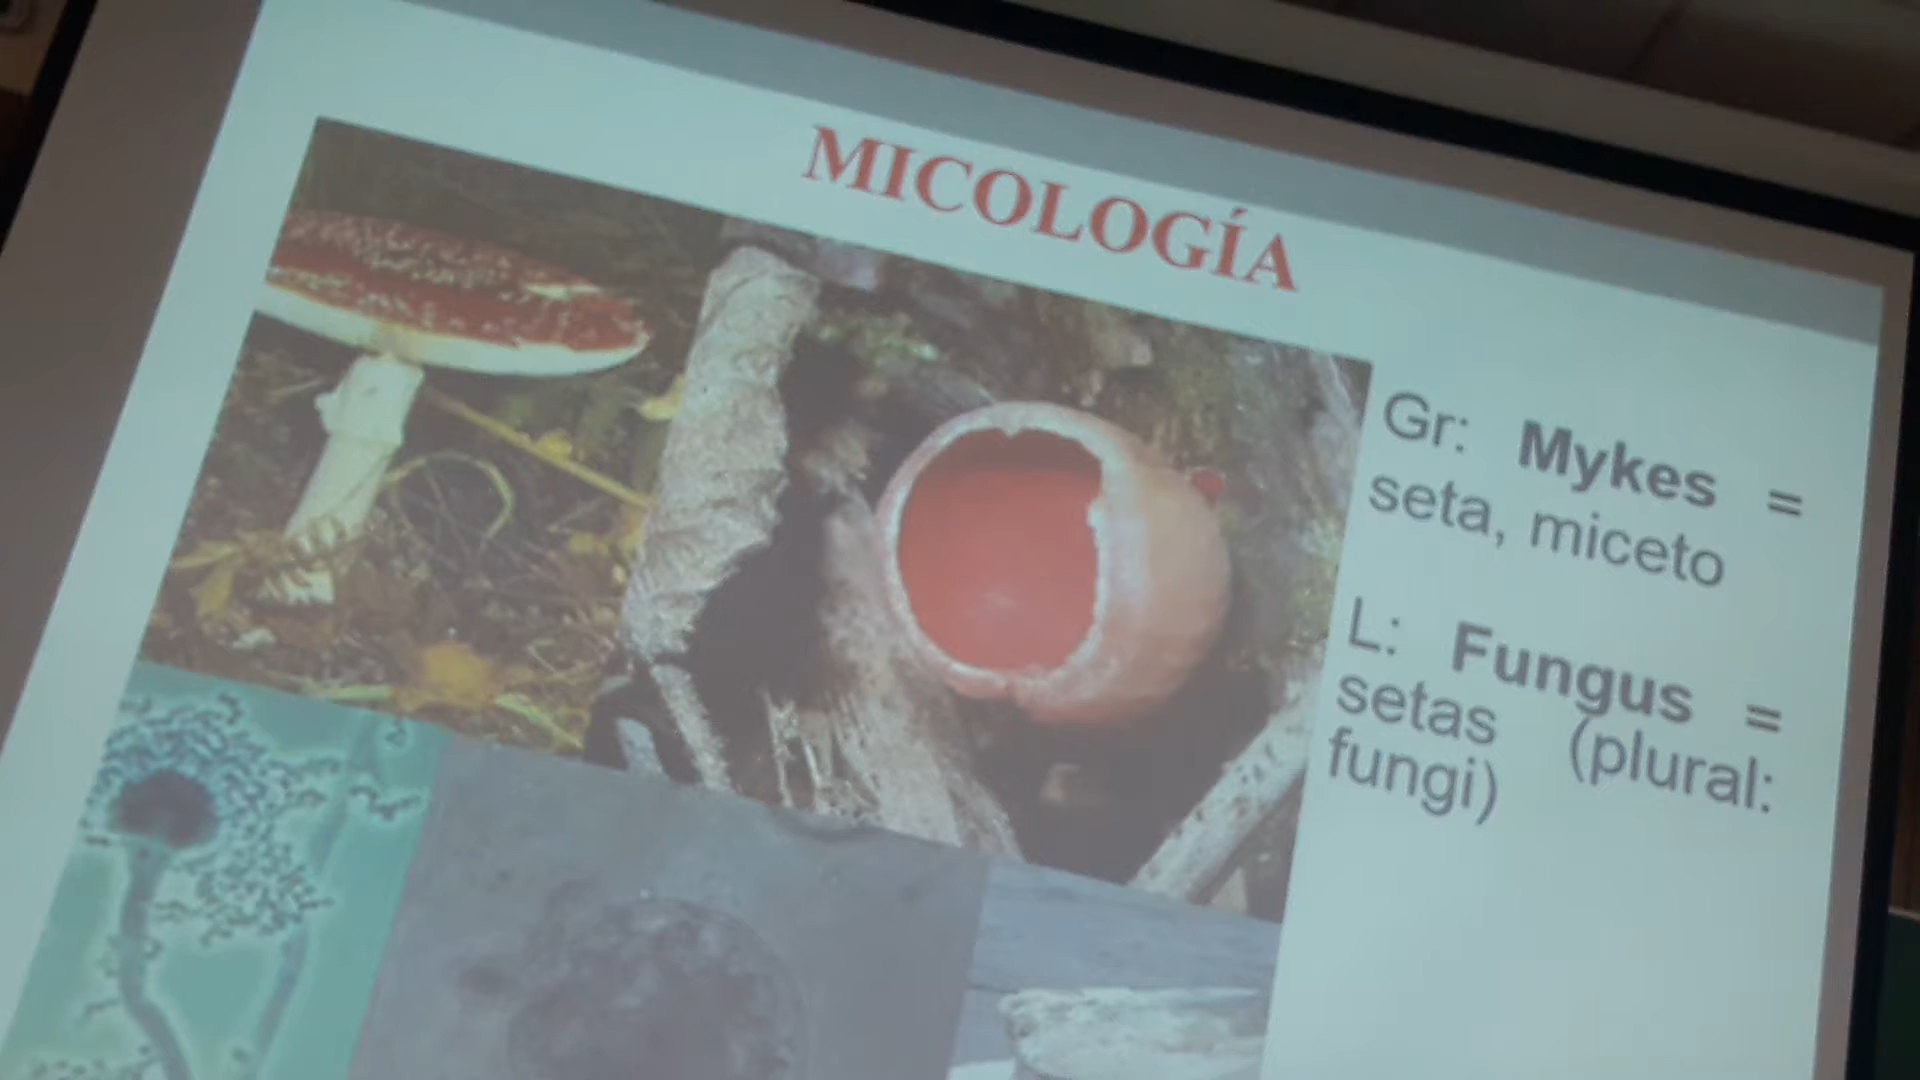 MICOLOGÍA
Gr: Mykes =
seta, miceto
L: Fungus =
setas (plural:
fungi)